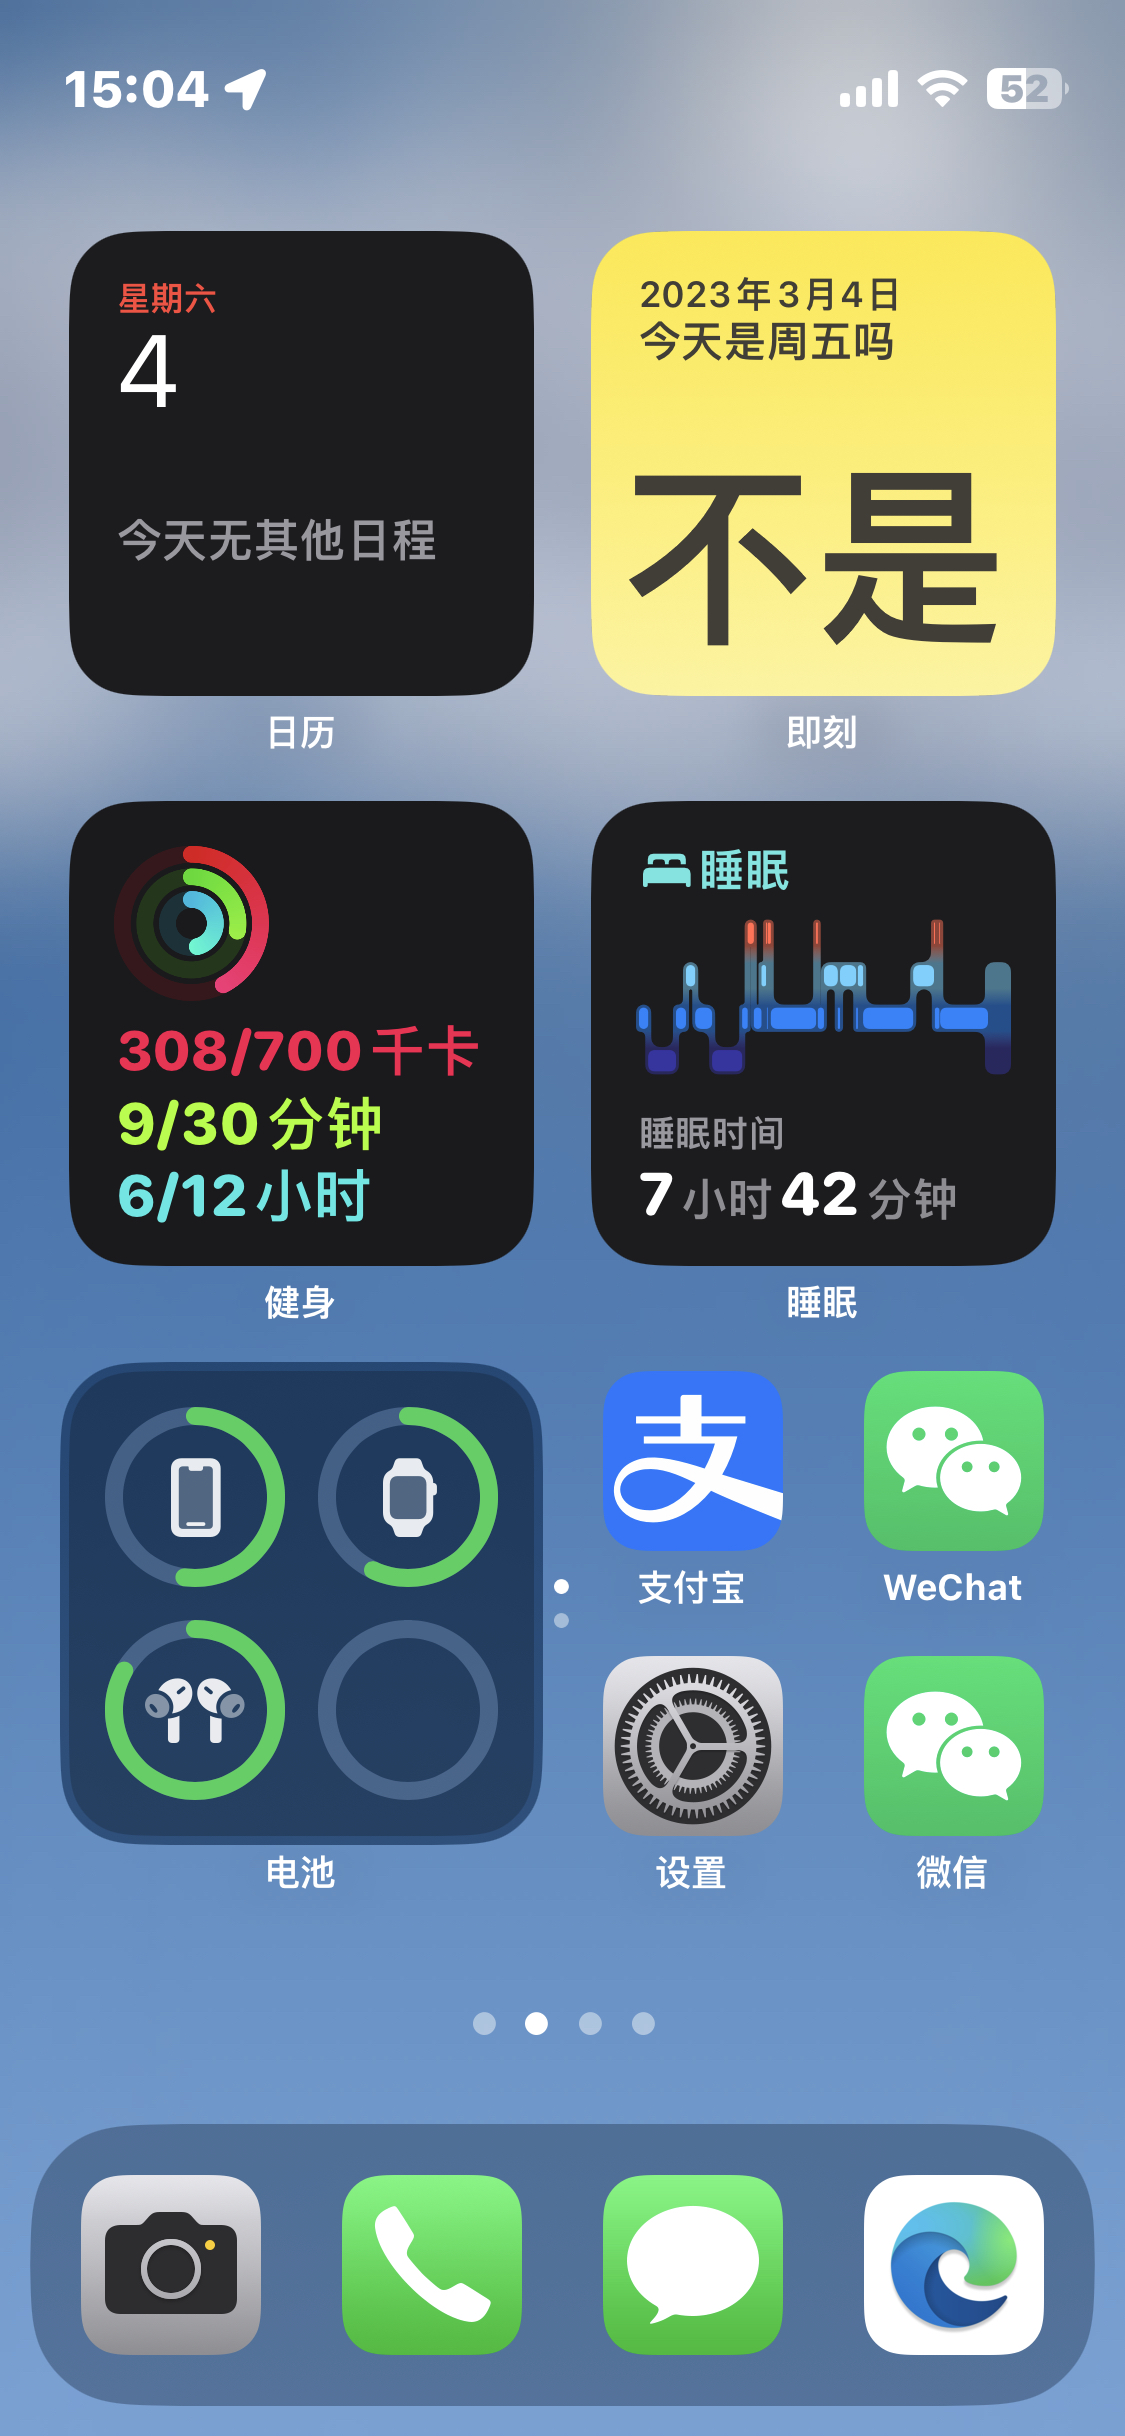 15:04
52
星期六
4
今天无其他日程
日历
2023年3月4日
今天是周五吗
不是
即刻
308/700千卡
9/30分钟
6/12小时
健身
睡眠
睡眠时间
7小时42分钟
睡眠
电池
支
支付宝
WeChat
设置
微信